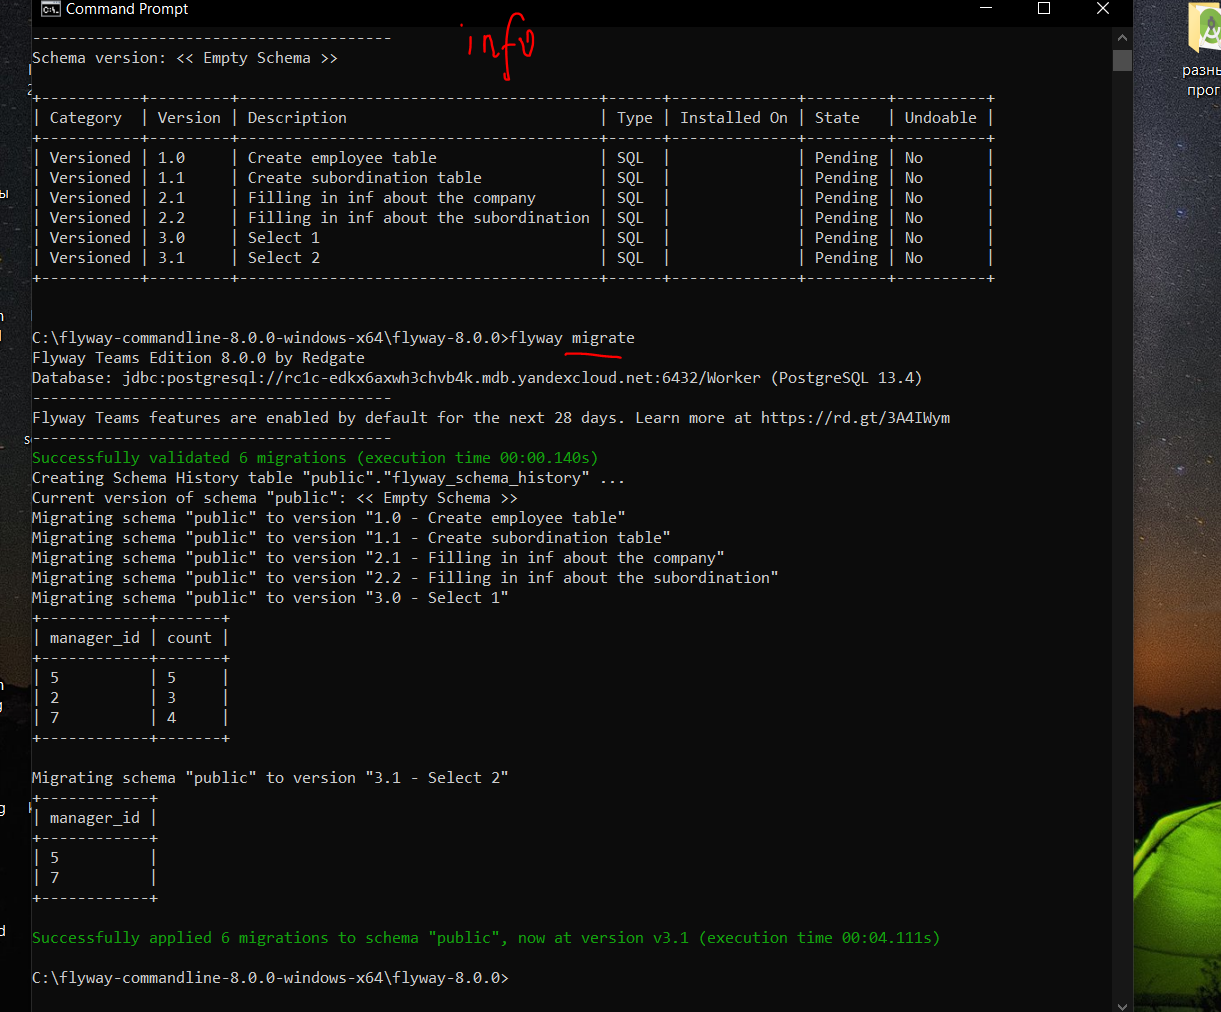 Command Prompt
info
----------------------------------------
Schema version: << Empty Schema >>
+-----------+---------+----------------------------------------+------+--------------+---------+----------+
| Category | Version | Description | Type | Installed On | State | Undoable |
+-----------+---------+----------------------------------------+------+--------------+---------+----------+
| Versioned | 1.0 | Create employee table | SQL | | Pending | No |
| Versioned | 1.1 | Create subordination table | SQL | | Pending | No |
| Versioned | 2.1 | Filling in inf about the company | SQL | | Pending | No |
| Versioned | 2.2 | Filling in inf about the subordination | SQL | | Pending | No |
| Versioned | 3.0 | Select 1 | SQL | | Pending | No |
| Versioned | 3.1 | Select 2 | SQL | | Pending | No |
+-----------+---------+----------------------------------------+------+--------------+---------+----------+
C:\flyway-commandline-8.0.0-windows-x64\flyway-8.0.0>flyway migrate
Flyway Teams Edition 8.0.0 by Redgate
Database: jdbc:postgresql://rc1c-edkx6axwh3chvb4k.mdb.yandexcloud.net:6432/Worker (PostgreSQL 13.4)
----------------------------------------
Flyway Teams features are enabled by default for the next 28 days. Learn more at https://rd.gt/3A4IWym
----------------------------------------
Successfully validated 6 migrations (execution time 00:00.140s)
Creating Schema History table "public"."flyway_schema_history" ...
Current version of schema "public": << Empty Schema >>
Migrating schema "public" to version "1.0 - Create employee table"
Migrating schema "public" to version "1.1 - Create subordination table"
Migrating schema "public" to version "2.1 - Filling in inf about the company"
Migrating schema "public" to version "2.2 - Filling in inf about the subordination"
Migrating schema "public" to version "3.0 - Select 1"
+------------+-------+
| manager_id | count |
+------------+-------+
| 5 | 5 |
| 2 | 3 |
| 7 | 4 |
+------------+-------+
Migrating schema "public" to version "3.1 - Select 2"
+------------+
| manager_id |
+------------+
| 5 |
| 7 |
+------------+
Successfully applied 6 migrations to schema "public", now at version v3.1 (execution time 00:04.111s)
C:\flyway-commandline-8.0.0-windows-x64\flyway-8.0.0>